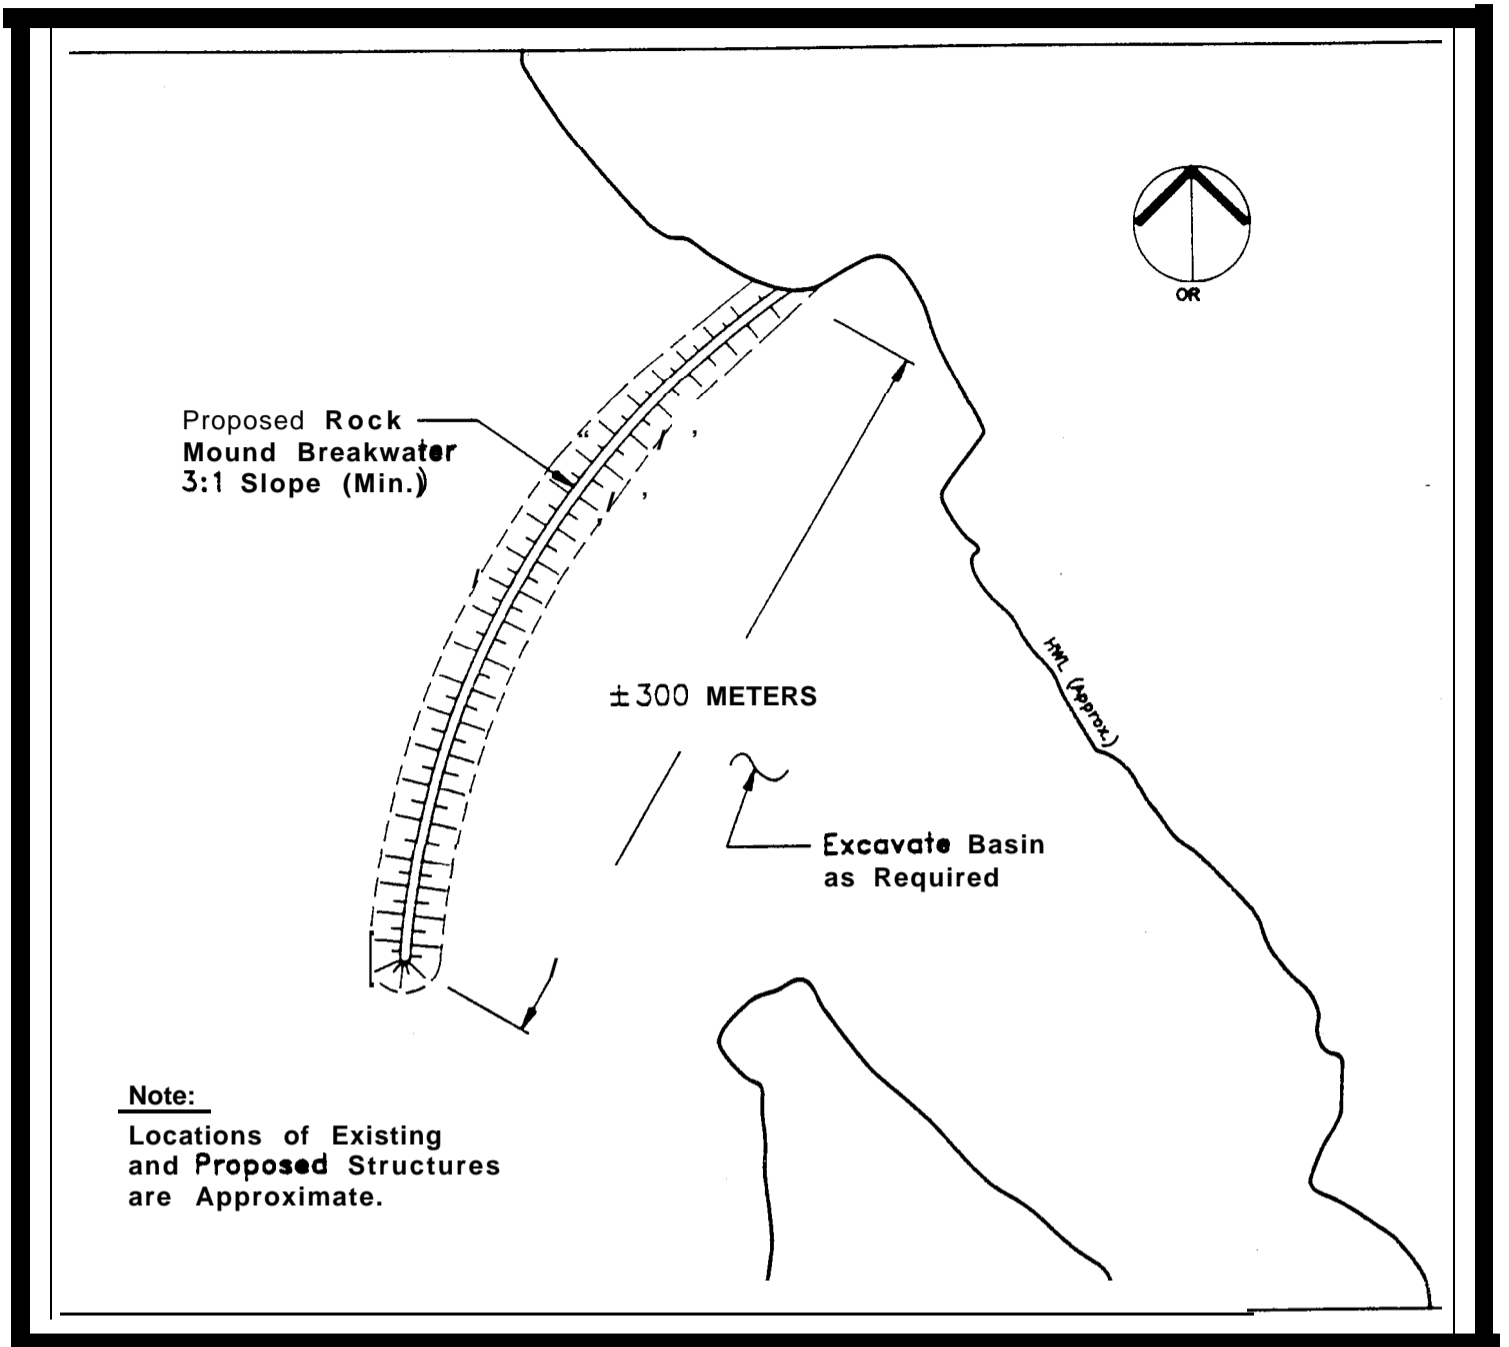 OR
Proposed Rock
Mound Breakwater
3:1 Slope (Min.)
HWL (Approx.)
±300 METERS
Excavate Basin
as Required
Note:
Locations of Existing
and Proposed Structures
are Approximate.